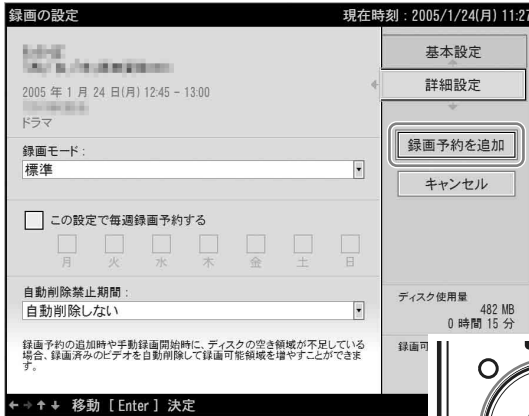 録画の設定
現在時刻：2005/1/24(月) 11:27
2005 年 1 月 24 日(月) 12:45 － 13:00
ドラマ
録画モード：
標準
この設定で毎週録画予約する
月 火 水 木 金 土 日
自動削除禁止期間：
自動削除しない
録画予約の追加時や手動録画開始時に、ディスクの空き領域が不足している
場合、録画済みのビデオを自動削除して録画可能領域を増やすことができま
す。
←→↑↓ 移動 [ Enter ] 決定
基本設定
詳細設定
録画予約を追加
キャンセル
ディスク使用量
482 MB
0 時間 15 分
録画可